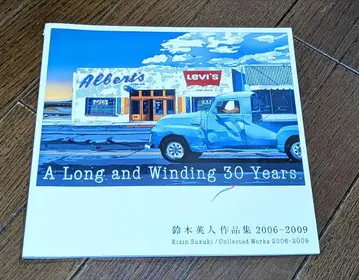 Albert's
LEVI'S
A Long and Winding 30 Years.
鈴木英人 作品集 2006-2009
Eizin Suzuki / Collected Works 2006-2009